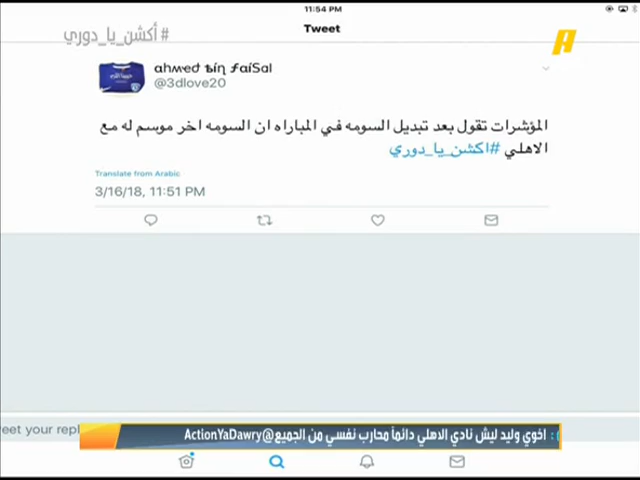 11:54 PM
Tweet
# أكشن_يا_دوري
ahmed bin faisal
@3dlove20
المؤشرات تقول بعد تبديل السومه في المباراه ان السومه اخر موسم له مع
الاهلي #اكشن_يا_دوري
Translate from Arabic
3/16/18, 11:51 PM
weet your repl
: اخوي وليد ليش نادي الاهلي دائماً محارب نفسي من الجميع@ActionYaDawry